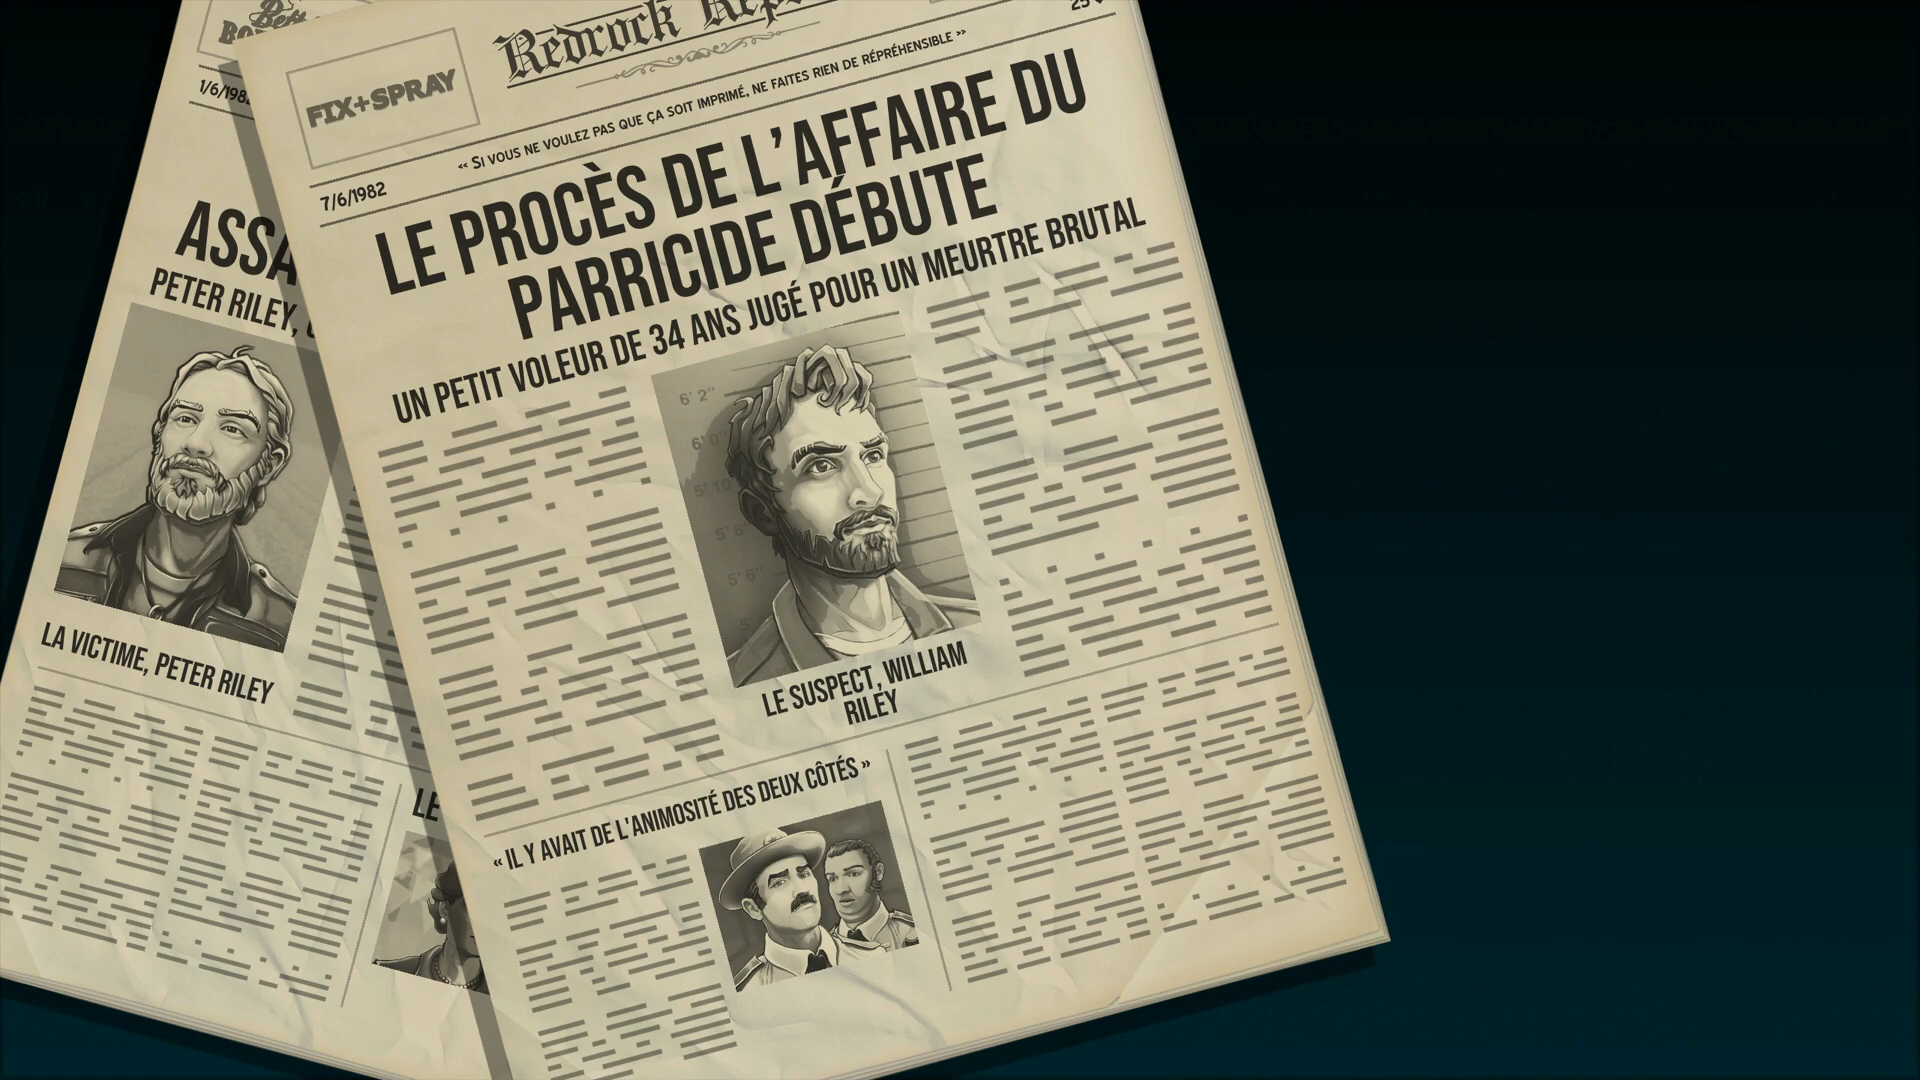 1/6/1982
ASSA
PETER RILEY,
LA VICTIME, PETER RILEY
LE
Redrock
FIX+SPRAY
« SI VOUS NE VOULEZ PAS QUE ÇA SOIT IMPRIMÉ, NE FAITES RIEN DE RÉPRÉHENSIBLE »
7/6/1982
LE PROCÈS DE L'AFFAIRE DU
PARRICIDE DÉBUTE
UN PETIT VOLEUR DE 34 ANS JUGÉ POUR UN MEURTRE BRUTAL
6' 2"
6' 0"
5' 10
5' 8"
5' 6"
LE SUSPECT, WILLIAM
RILEY
« IL Y AVAIT DE L'ANIMOSITÉ DES DEUX CÔTÉS »